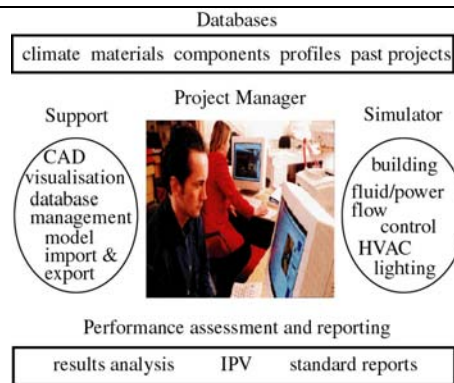 Databases
climate materials components profiles past projects
Project Manager
Support
CAD
visualisation
database
management
model
import &
export
Simulator
building
fluid/power
flow
control
HVAC
lighting
Performance assessment and reporting
results analysis IPV standard reports